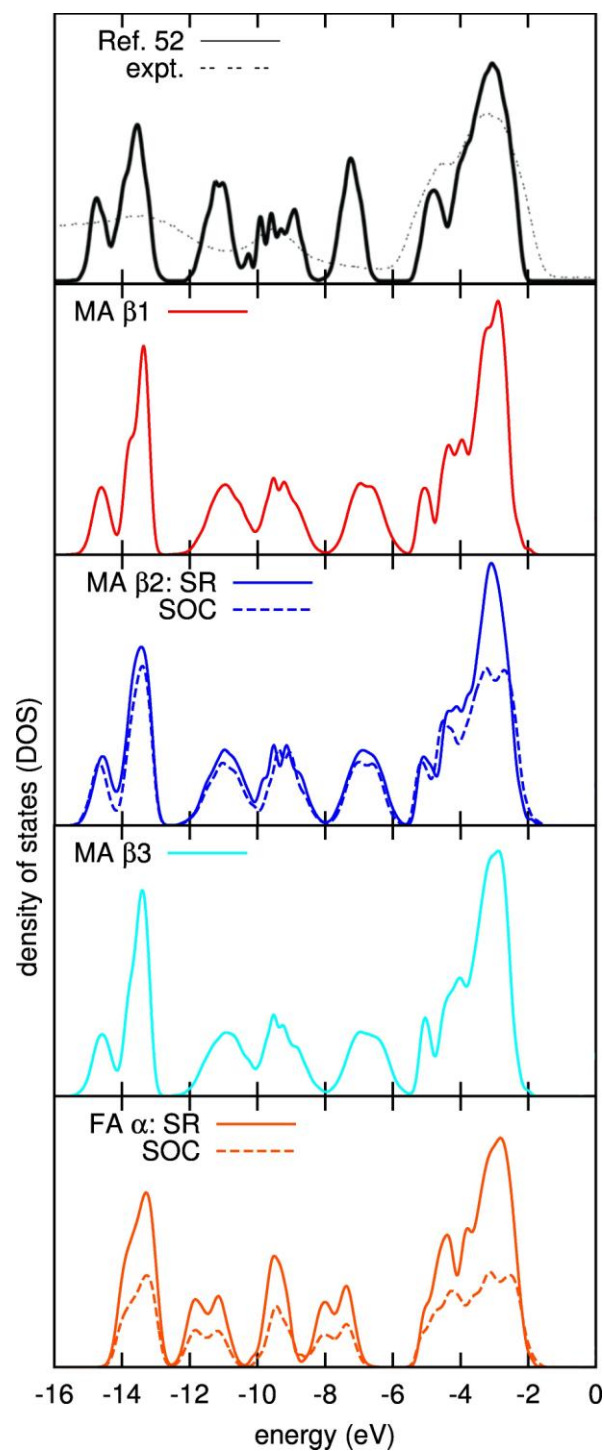 Ref. 52
expt.
MA β1
MA β2: SR
SOC
MA β3
FA α: SR
SOC
density of states (DOS)
-16 -14 -12 -10 -8 -6 -4 -2 0
energy (eV)